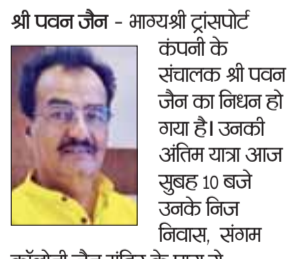 श्री पवन जैन - भाग्यश्री ट्रांसपोर्ट
कंपनी के
संचालक श्री पवन
जैन का निधन हो
गया है। उनकी
अंतिम यात्रा आज
सुबह 10 बजे
उनके निज
निवास, संगम